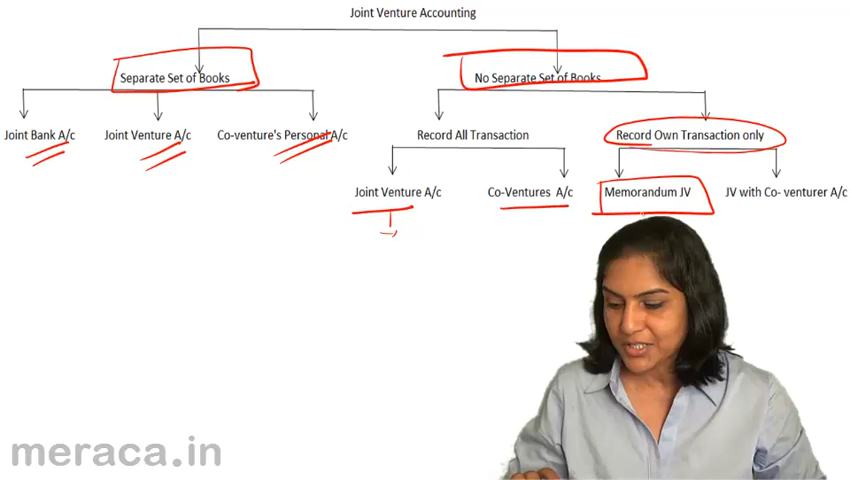 Joint Venture Accounting
Separate Set of Books
No Separate Set of Books
Joint Bank A/c
Joint Venture A/c
Co-venture's Personal A/c
Record All Transaction
Record Own Transaction only
Joint Venture A/c
Co-Ventures A/c
Memorandum JV
JV with Co- venturer A/c
meraca.in